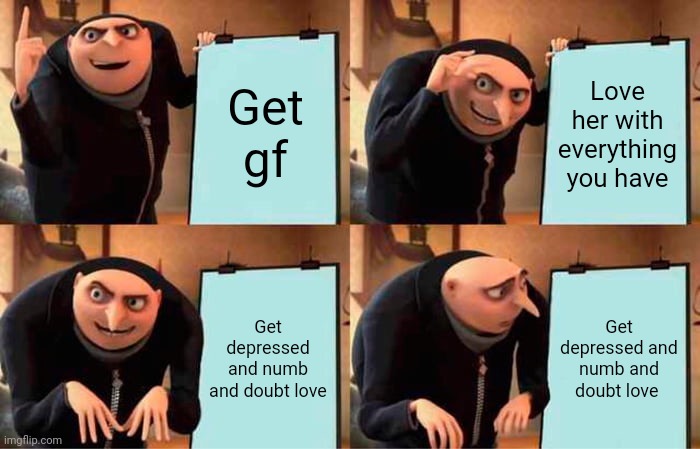 Get
gf
Love
her with
everything
you have
Get
depressed
and numb
and doubt love
Get
depressed and
numb and
doubt love
imgflip.com